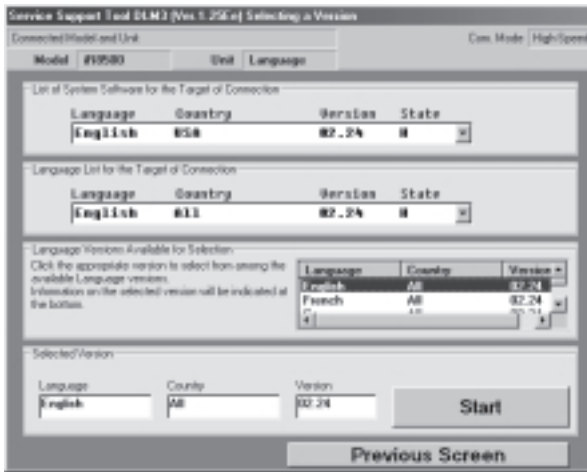 Service Support Tool DLM3 (Ver.1.25En) Selecting a Version
Connected Model and Unit
Com. Mode High Speed
Model iR8500 Unit Language
List of System Software for the Target of Connection
Language Country Version State
English USA 02.24 H
Language List for the Target of Connection
Language Country Version State
English All 02.24 H
Language Versions Available for Selection
Click the appropriate version to select from among the
available Language versions.
Information on the selected version will be indicated at
the bottom.
Language Country Version
English All 02.24
French All 02.24
Selected Version
Language Country Version
English All 02.24
Start
Previous Screen